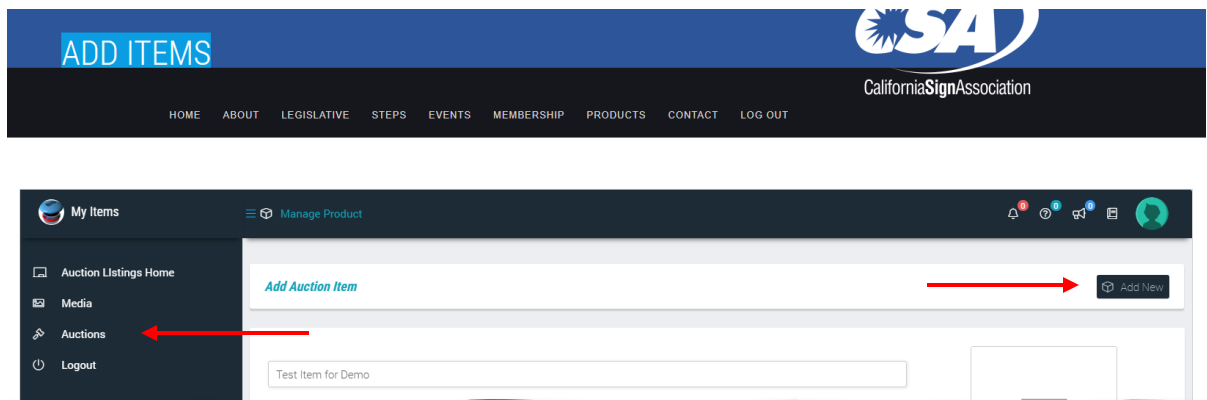 CSA
ADD ITEMS
CaliforniaSignAssociation
HOME ABOUT LEGISLATIVE STEPS EVENTS MEMBERSHIP PRODUCTS CONTACT LOG OUT
My Items Manage Product 0 0 0
Auction LIstings Home
Add Auction Item Add New
Media
Auctions
Logout
Test Item for Demo